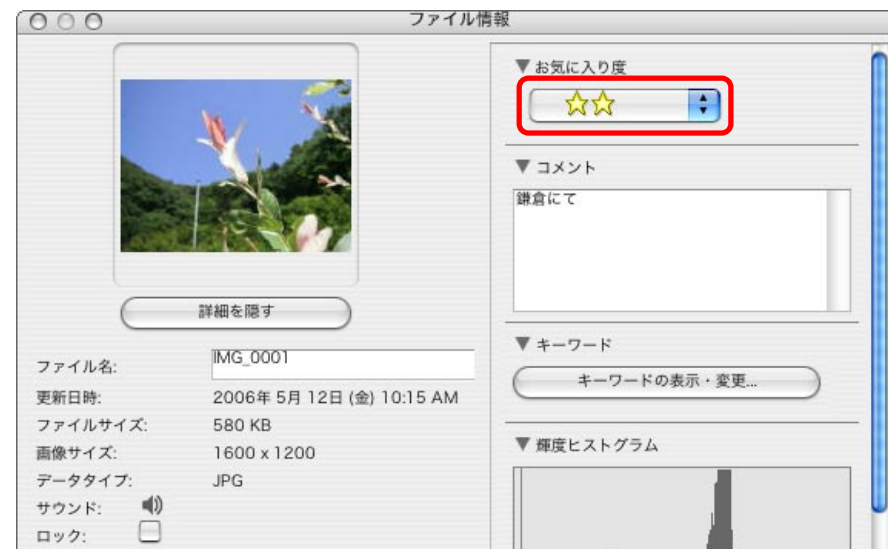 ファイル情報
詳細を隠す
ファイル名: IMG_0001
更新日時: 2006年 5月 12日 (金) 10:15 AM
ファイルサイズ: 580 KB
画像サイズ: 1600 x 1200
データタイプ: JPG
サウンド:
ロック:
▼お気に入り度
▼ コメント
鎌倉にて
▼ キーワード
キーワードの表示・変更...
▼ 輝度ヒストグラム